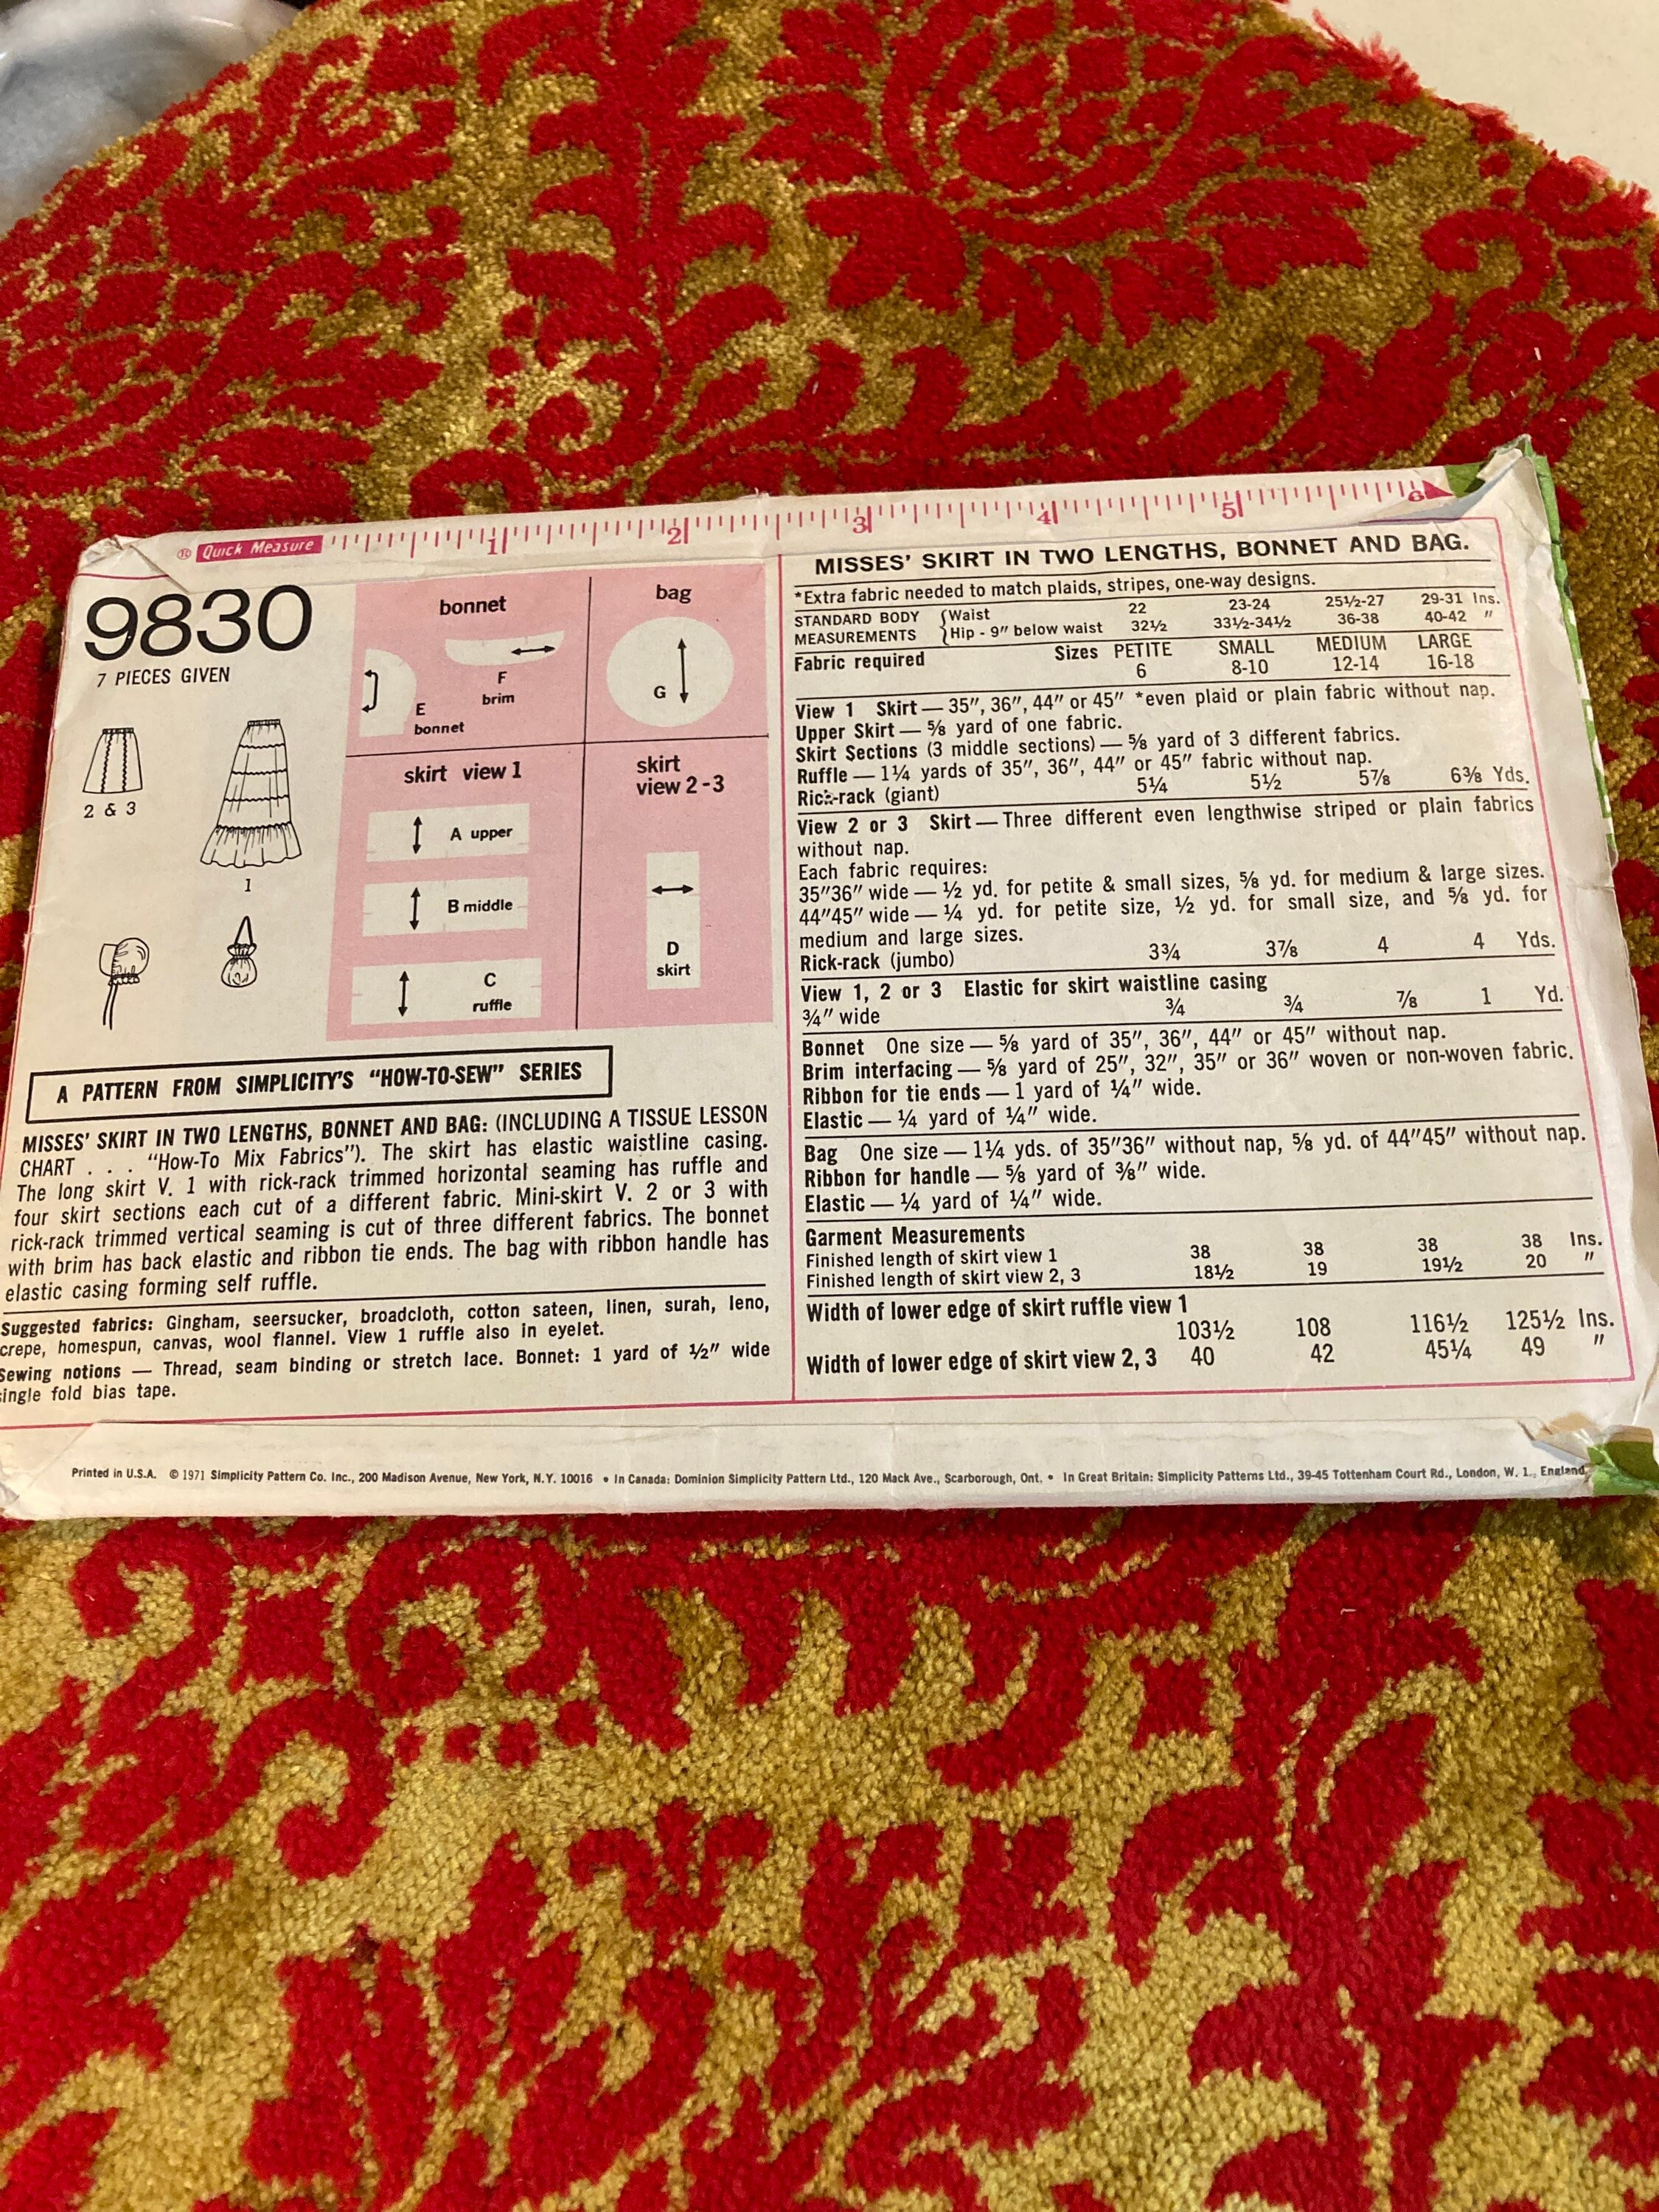 ® Quick Measure 1 2 3 4 5 6
9830
7 PIECES GIVEN
2 & 3
1
bonnet
F
brim
E
bonnet
bag
G
skirt view 1
A upper
B middle
C
ruffle
skirt
view 2-3
D
skirt
A PATTERN FROM SIMPLICITY'S "HOW-TO-SEW" SERIES
MISSES' SKIRT IN TWO LENGTHS, BONNET AND BAG: (INCLUDING A TISSUE LESSON
CHART . . . "How-To Mix Fabrics"). The skirt has elastic waistline casing.
The long skirt V. 1 with rick-rack trimmed horizontal seaming has ruffle and
four skirt sections each cut of a different fabric. Mini-skirt V. 2 or 3 with
rick-rack trimmed vertical seaming is cut of three different fabrics. The bonnet
with brim has back elastic and ribbon tie ends. The bag with ribbon handle has
elastic casing forming self ruffle.
Suggested fabrics: Gingham, seersucker, broadcloth, cotton sateen, linen, surah, leno,
crepe, homespun, canvas, wool flannel. View 1 ruffle also in eyelet.
Sewing notions — Thread, seam binding or stretch lace. Bonnet: 1 yard of ½" wide
single fold bias tape.
MISSES' SKIRT IN TWO LENGTHS, BONNET AND BAG.
*Extra fabric needed to match plaids, stripes, one-way designs.
STANDARD BODY MEASUREMENTS
Waist 22 23-24 25½-27 29-31 Ins.
Hip - 9" below waist 32½ 33½-34½ 36-38 40-42 "
Fabric required Sizes PETITE SMALL MEDIUM LARGE
6 8-10 12-14 16-18
View 1 Skirt — 35", 36", 44" or 45" *even plaid or plain fabric without nap.
Upper Skirt — ⅝ yard of one fabric.
Skirt Sections (3 middle sections) — ⅝ yard of 3 different fabrics.
Ruffle — 1¼ yards of 35", 36", 44" or 45" fabric without nap.
Rick-rack (giant) 5¼ 5½ 5⅞ 6⅜ Yds.
View 2 or 3 Skirt — Three different even lengthwise striped or plain fabrics
without nap.
Each fabric requires:
35"36" wide — ½ yd. for petite & small sizes, ⅝ yd. for medium & large sizes.
44"45" wide — ¼ yd. for petite size, ½ yd. for small size, and ⅝ yd. for
medium and large sizes.
Rick-rack (jumbo) 3¾ 3⅞ 4 4 Yds.
View 1, 2 or 3 Elastic for skirt waistline casing
¾" wide ¾ ¾ ⅞ 1 Yd.
Bonnet One size — ⅝ yard of 35", 36", 44" or 45" without nap.
Brim interfacing — ⅝ yard of 25", 32", 35" or 36" woven or non-woven fabric.
Ribbon for tie ends — 1 yard of ¼" wide.
Elastic — ¼ yard of ¼" wide.
Bag One size — 1¼ yds. of 35"36" without nap, ⅝ yd. of 44"45" without nap.
Ribbon for handle — ⅝ yard of ⅜" wide.
Elastic — ¼ yard of ¼" wide.
Garment Measurements
Finished length of skirt view 1 38 38 38 38 Ins.
Finished length of skirt view 2, 3 18½ 19 19½ 20 "
Width of lower edge of skirt ruffle view 1
103½ 108 116½ 125½ Ins.
Width of lower edge of skirt view 2, 3 40 42 45¼ 49 "
Printed in U.S.A. © 1971 Simplicity Pattern Co. Inc., 200 Madison Avenue, New York, N.Y. 10016 • In Canada: Dominion Simplicity Pattern Ltd., 120 Mack Ave., Scarborough, Ont. • In Great Britain: Simplicity Patterns Ltd., 39-45 Tottenham Court Rd., London, W. 1., England